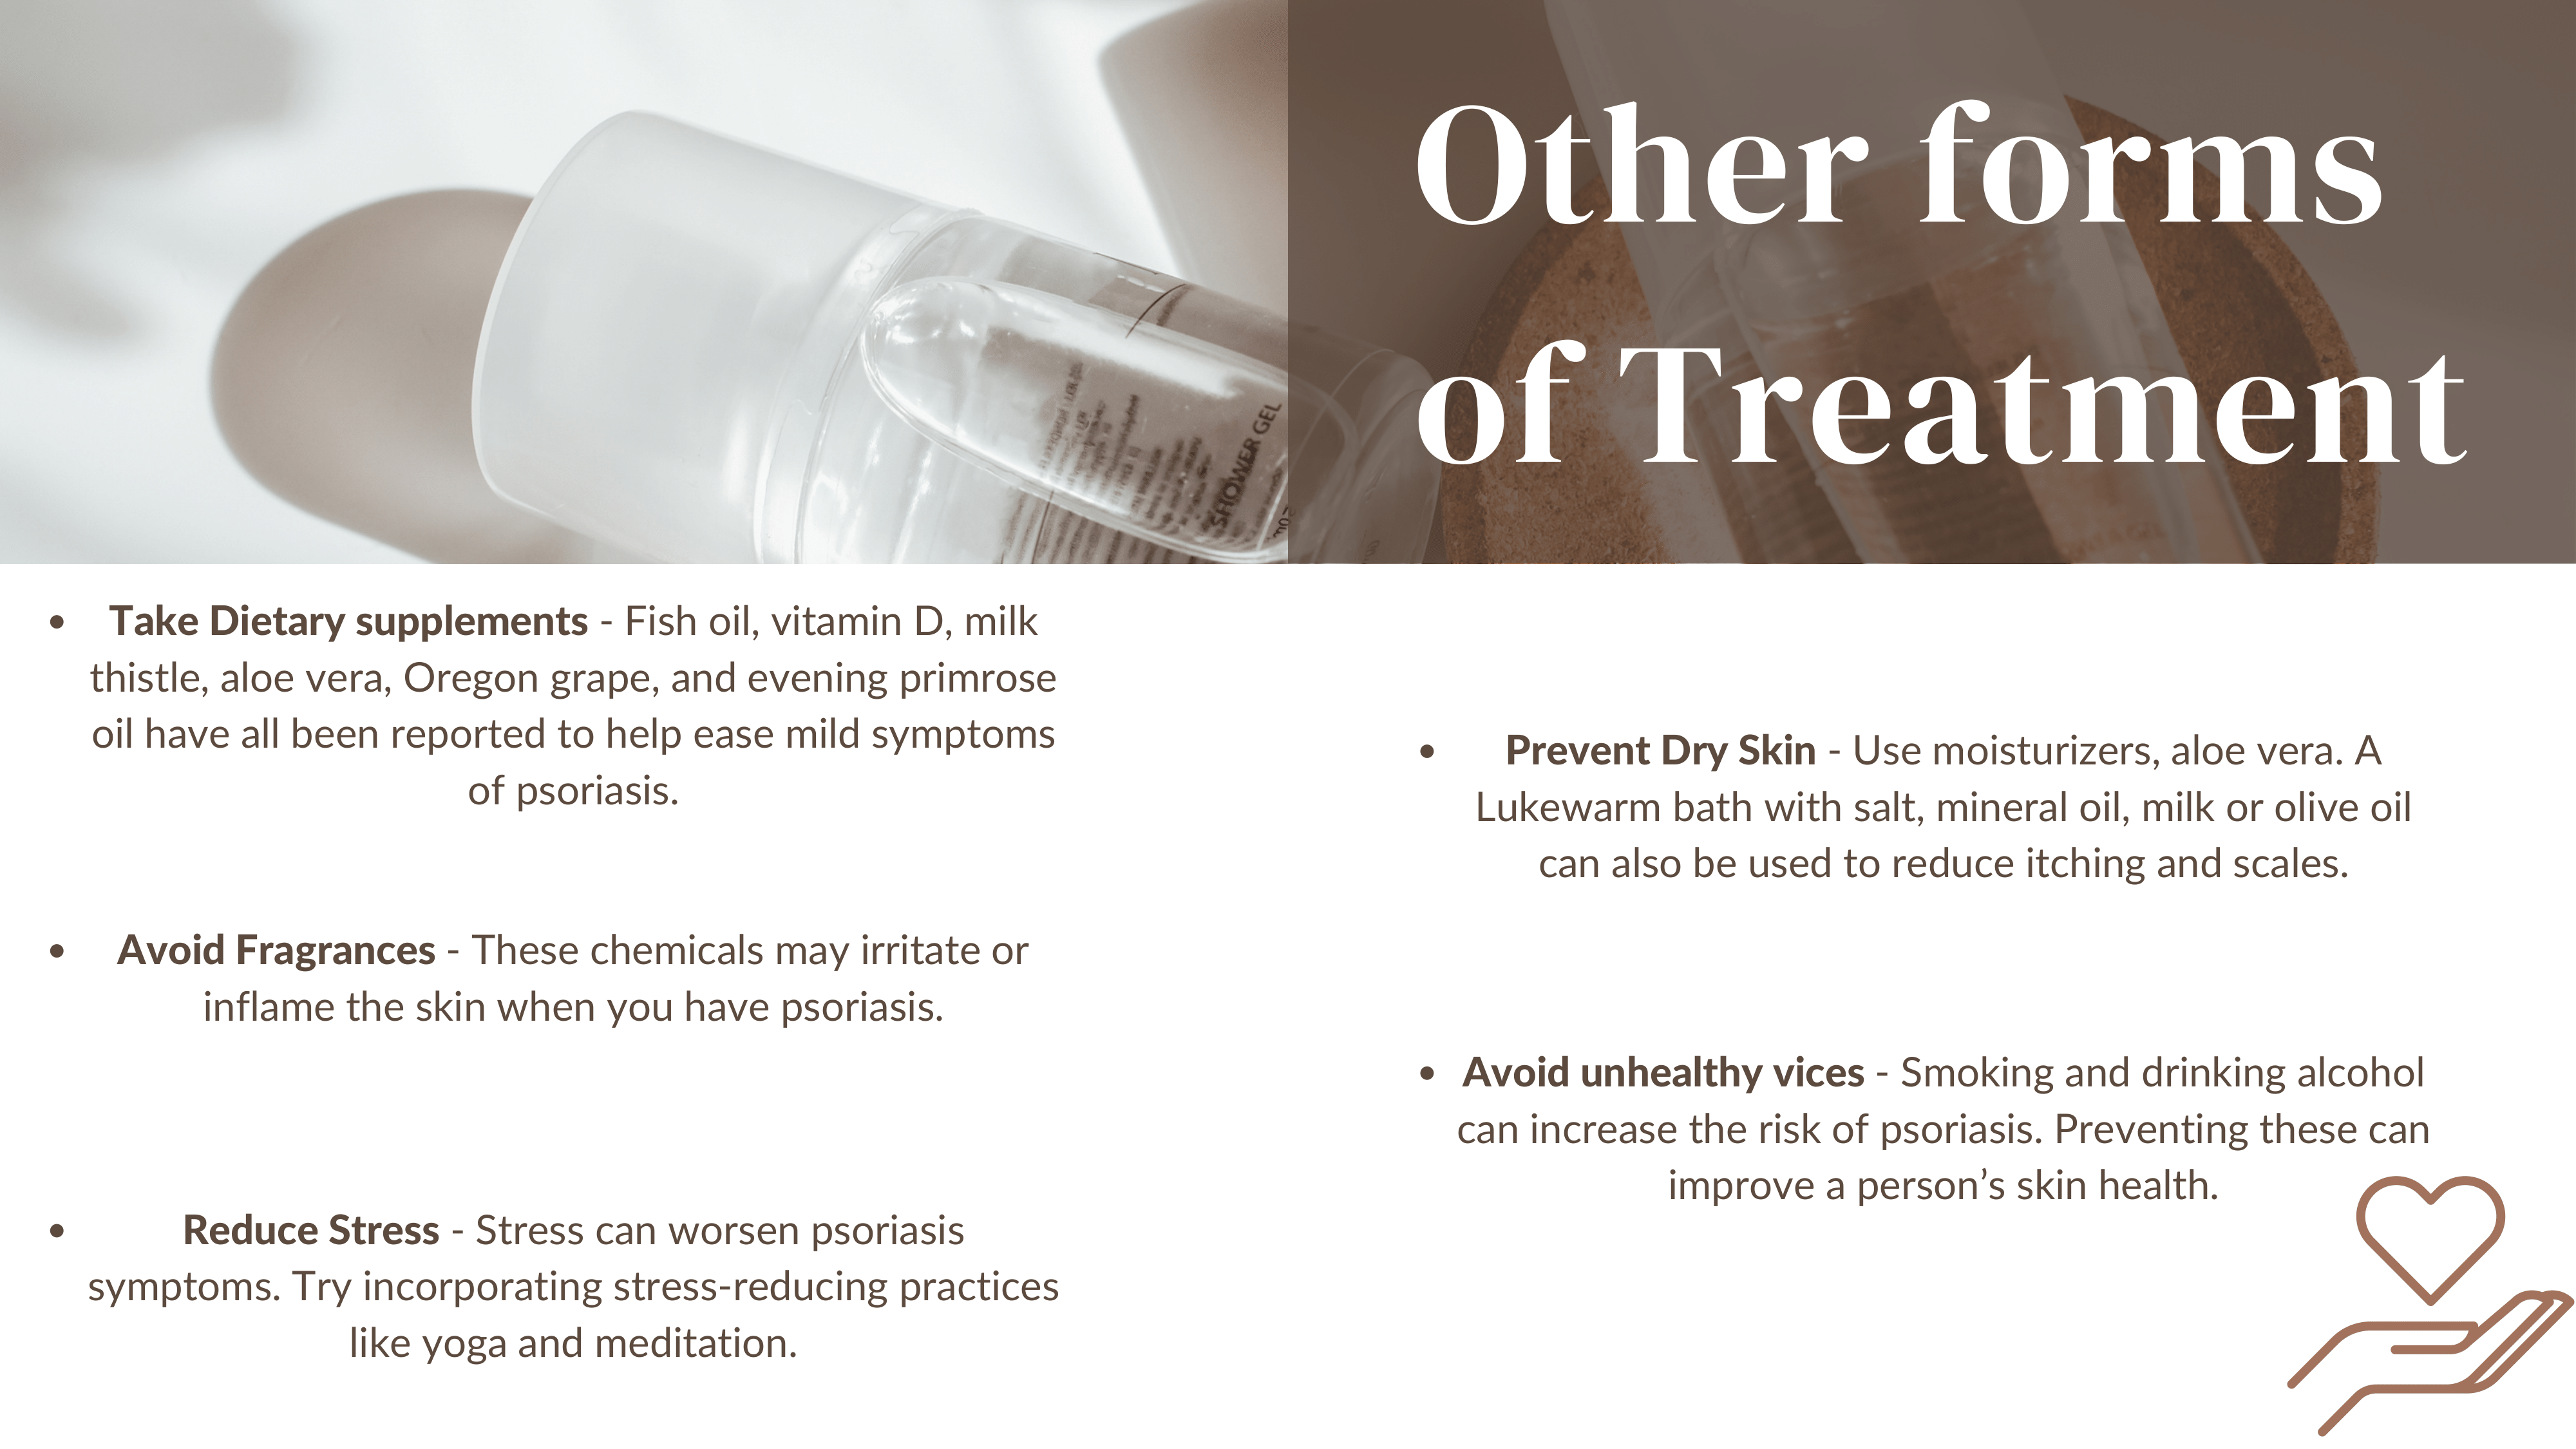 Other forms
of Treatment
SHOWER GEL
• Take Dietary supplements - Fish oil, vitamin D, milk
thistle, aloe vera, Oregon grape, and evening primrose
oil have all been reported to help ease mild symptoms
of psoriasis.
• Avoid Fragrances - These chemicals may irritate or
inflame the skin when you have psoriasis.
• Reduce Stress - Stress can worsen psoriasis
symptoms. Try incorporating stress-reducing practices
like yoga and meditation.
• Prevent Dry Skin - Use moisturizers, aloe vera. A
Lukewarm bath with salt, mineral oil, milk or olive oil
can also be used to reduce itching and scales.
• Avoid unhealthy vices - Smoking and drinking alcohol
can increase the risk of psoriasis. Preventing these can
improve a person’s skin health.